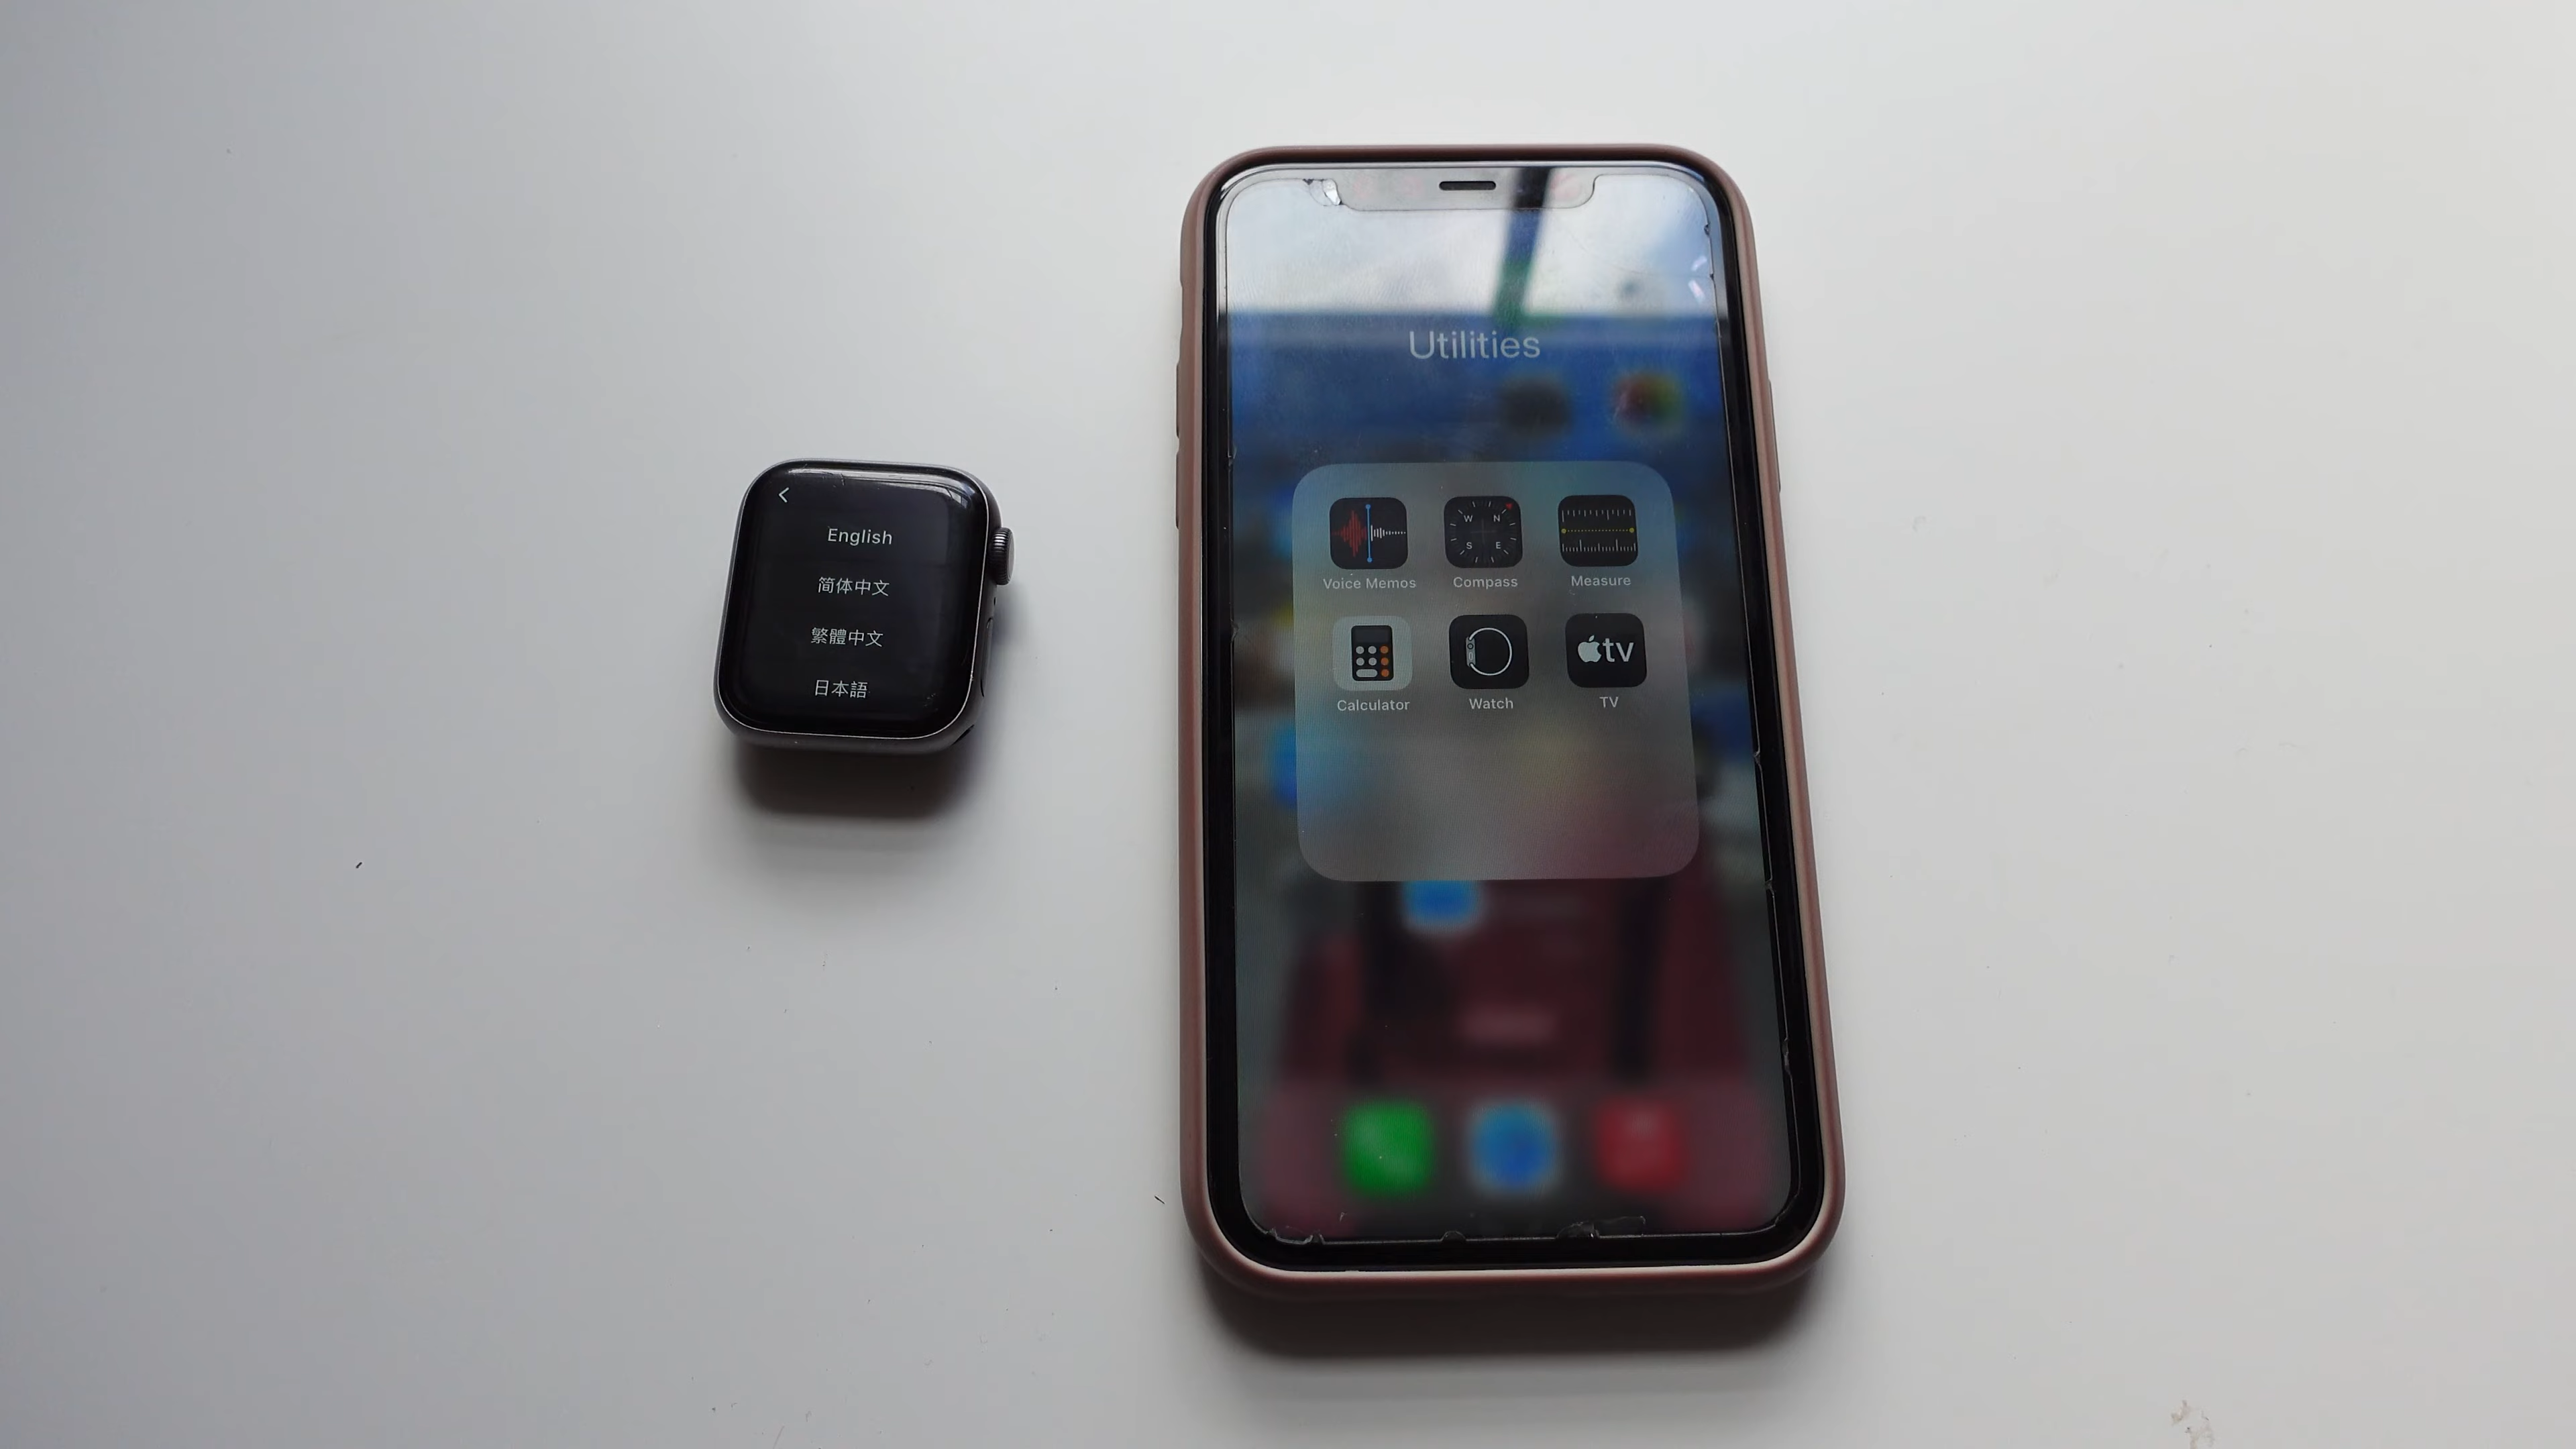 English
简体中文
繁體中文
日本語
Utilities
W N
S E
Voice Memos Compass Measure
tv
Calculator Watch TV